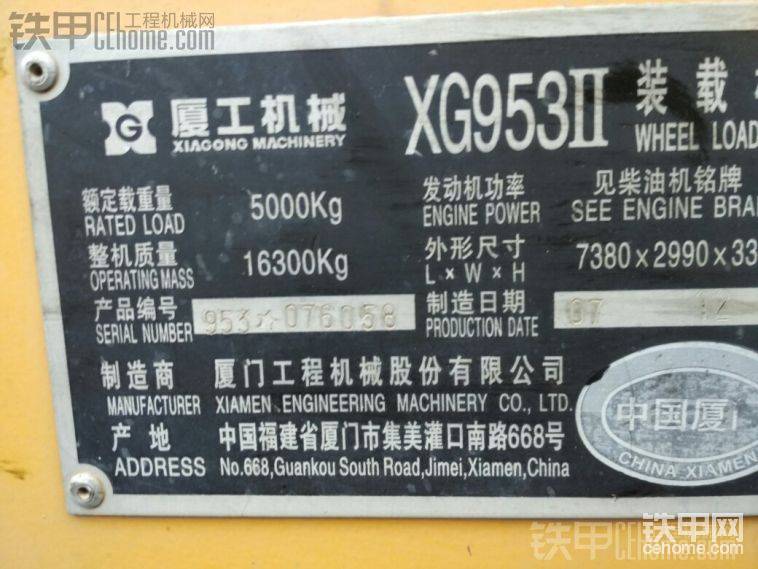 铁甲 工程机械网
CEhome.com
厦工机械
XIAGONG MACHINERY
XG953II 装载
WHEEL LOAD
额定载重量 5000Kg
RATED LOAD
发动机功率 见柴油机铭牌
ENGINE POWER SEE ENGINE BRA
整机质量 16300Kg
OPERATING MASS
外形尺寸 7380×2990×33
L×W×H
产品编号
SERIAL NUMBER 076058
制造日期 07 12
PRODUCTION DATE
制造商 厦门工程机械股份有限公司
MANUFACTURER XIAMEN ENGINEERING MACHINERY CO., LTD.
产地 中国福建省厦门市集美灌口南路668号
ADDRESS No.668,Guankou South Road,Jimei,Xiamen,China
中国厦门
CHINA XIAMEN
铁甲网
cehome.com